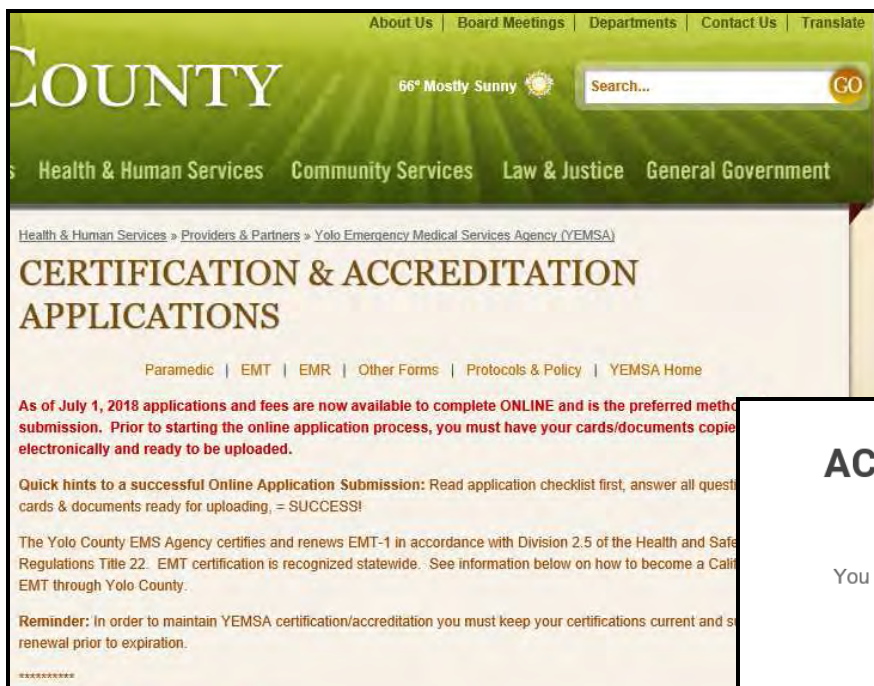 About Us | Board Meetings | Departments | Contact Us | Translate
COUNTY
66° Mostly Sunny
Search...
GO
s Health & Human Services Community Services Law & Justice General Government
Health & Human Services » Providers & Partners » Yolo Emergency Medical Services Agency (YEMSA)
CERTIFICATION & ACCREDITATION
APPLICATIONS
Paramedic | EMT | EMR | Other Forms | Protocols & Policy | YEMSA Home
As of July 1, 2018 applications and fees are now available to complete ONLINE and is the preferred
submission. Prior to starting the online application process, you must have your cards/documents
electronically and ready to be uploaded.
Quick hints to a successful Online Application Submission: Read application checklist first, answer all
cards & documents ready for uploading, = SUCCESS!
The Yolo County EMS Agency certifies and renews EMT-1 in accordance with Division 2.5 of the Health and
Regulations Title 22. EMT certification is recognized statewide. See information below on how to become a
EMT through Yolo County.
Reminder: In order to maintain YEMSA certification/accreditation you must keep your certifications current and
renewal prior to expiration.
**********
AC
You